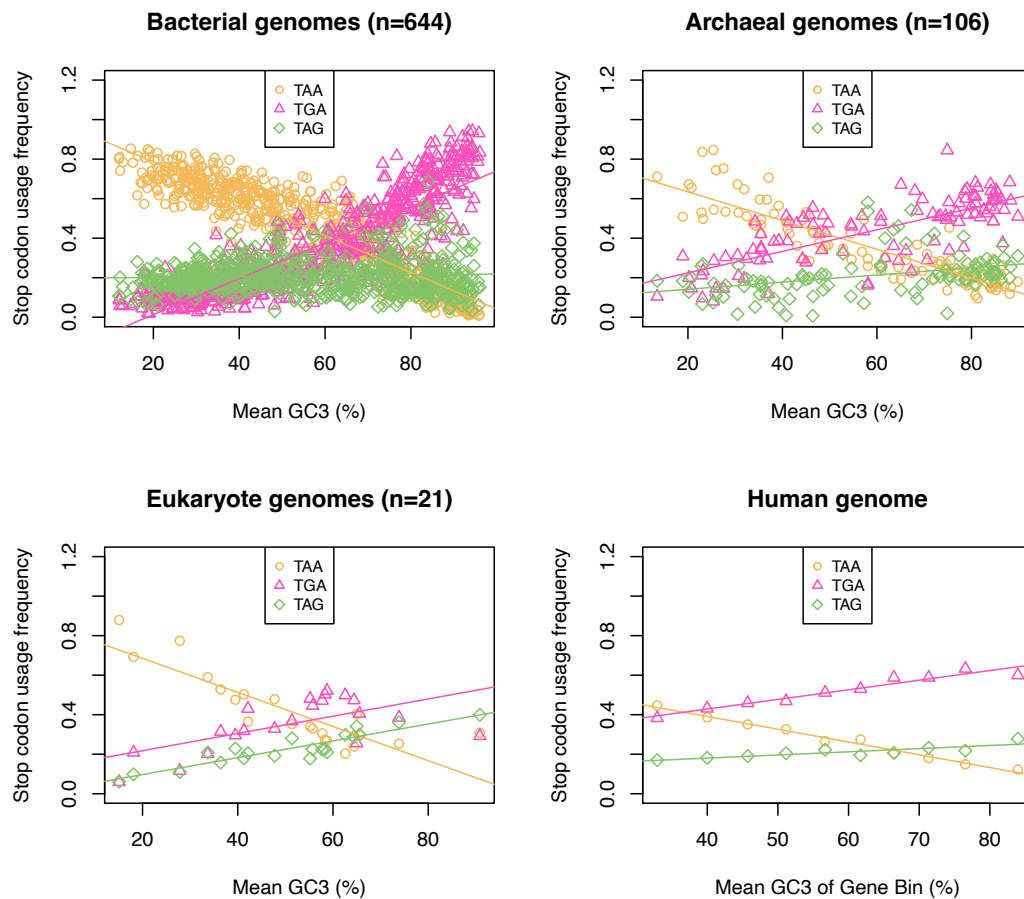 Bacterial genomes (n=644)
Stop codon usage frequency
1.2
0.8
0.4
0.0
TAA
TGA
TAG
20 40 60 80
Mean GC3 (%)
Archaeal genomes (n=106)
Stop codon usage frequency
1.2
0.8
0.4
0.0
TAA
TGA
TAG
20 40 60 80
Mean GC3 (%)
Eukaryote genomes (n=21)
Stop codon usage frequency
1.2
0.8
0.4
0.0
TAA
TGA
TAG
20 40 60 80
Mean GC3 (%)
Human genome
Stop codon usage frequency
1.2
0.8
0.4
0.0
TAA
TGA
TAG
40 50 60 70 80
Mean GC3 of Gene Bin (%)